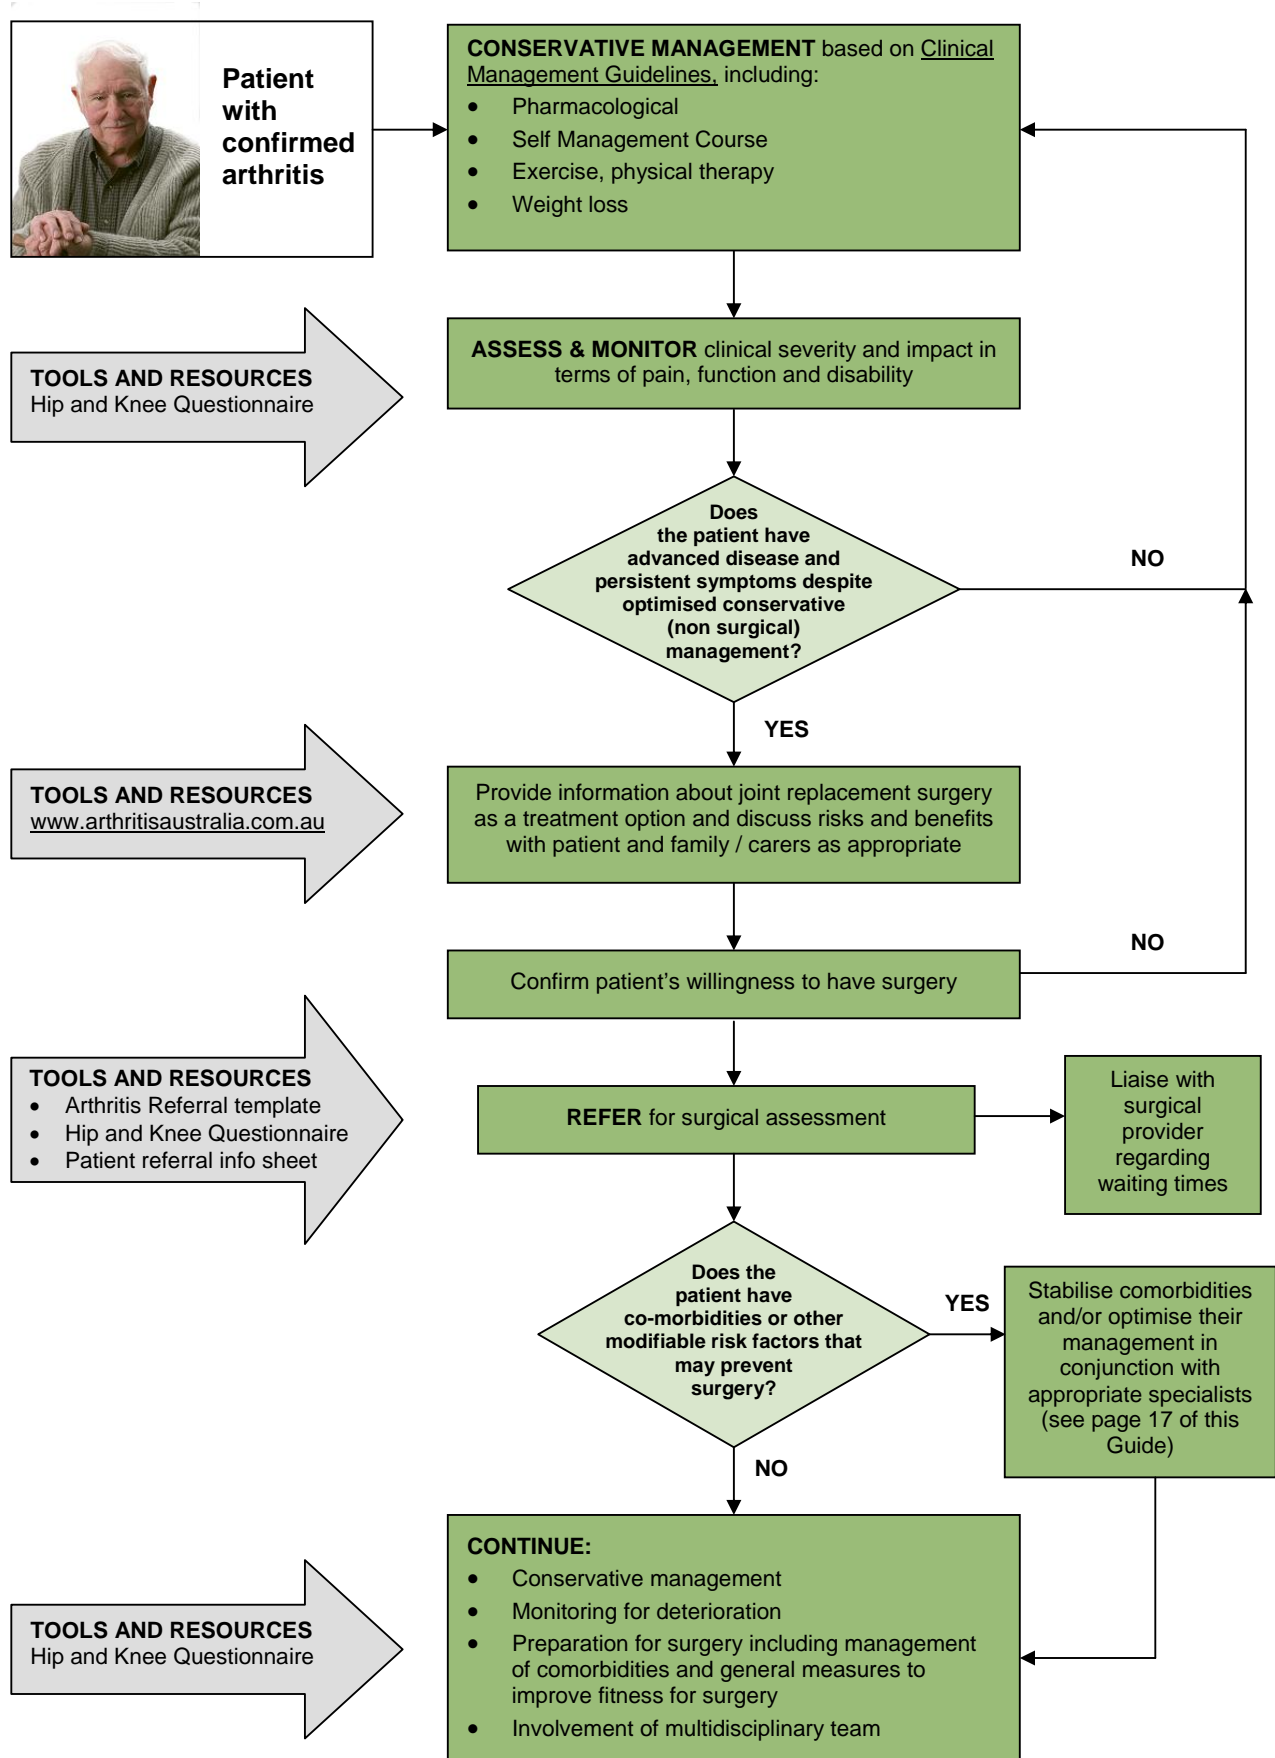 Patient
with
confirmed
arthritis
CONSERVATIVE MANAGEMENT based on Clinical
Management Guidelines, including:
• Pharmacological
• Self Management Course
• Exercise, physical therapy
• Weight loss
TOOLS AND RESOURCES
Hip and Knee Questionnaire
ASSESS & MONITOR clinical severity and impact in
terms of pain, function and disability
Does
the patient have
advanced disease and
persistent symptoms despite
optimised conservative
(non surgical)
management?
NO
YES
TOOLS AND RESOURCES
www.arthritisaustralia.com.au
Provide information about joint replacement surgery
as a treatment option and discuss risks and benefits
with patient and family / carers as appropriate
NO
Confirm patient's willingness to have surgery
TOOLS AND RESOURCES
• Arthritis Referral template
• Hip and Knee Questionnaire
• Patient referral info sheet
REFER for surgical assessment
Liaise with
surgical
provider
regarding
waiting times
Does the
patient have
co-morbidities or other
modifiable risk factors that
may prevent
surgery?
YES
Stabilise comorbidities
and/or optimise their
management in
conjunction with
appropriate specialists
(see page 17 of this
Guide)
NO
TOOLS AND RESOURCES
Hip and Knee Questionnaire
CONTINUE:
• Conservative management
• Monitoring for deterioration
• Preparation for surgery including management
of comorbidities and general measures to
improve fitness for surgery
• Involvement of multidisciplinary team